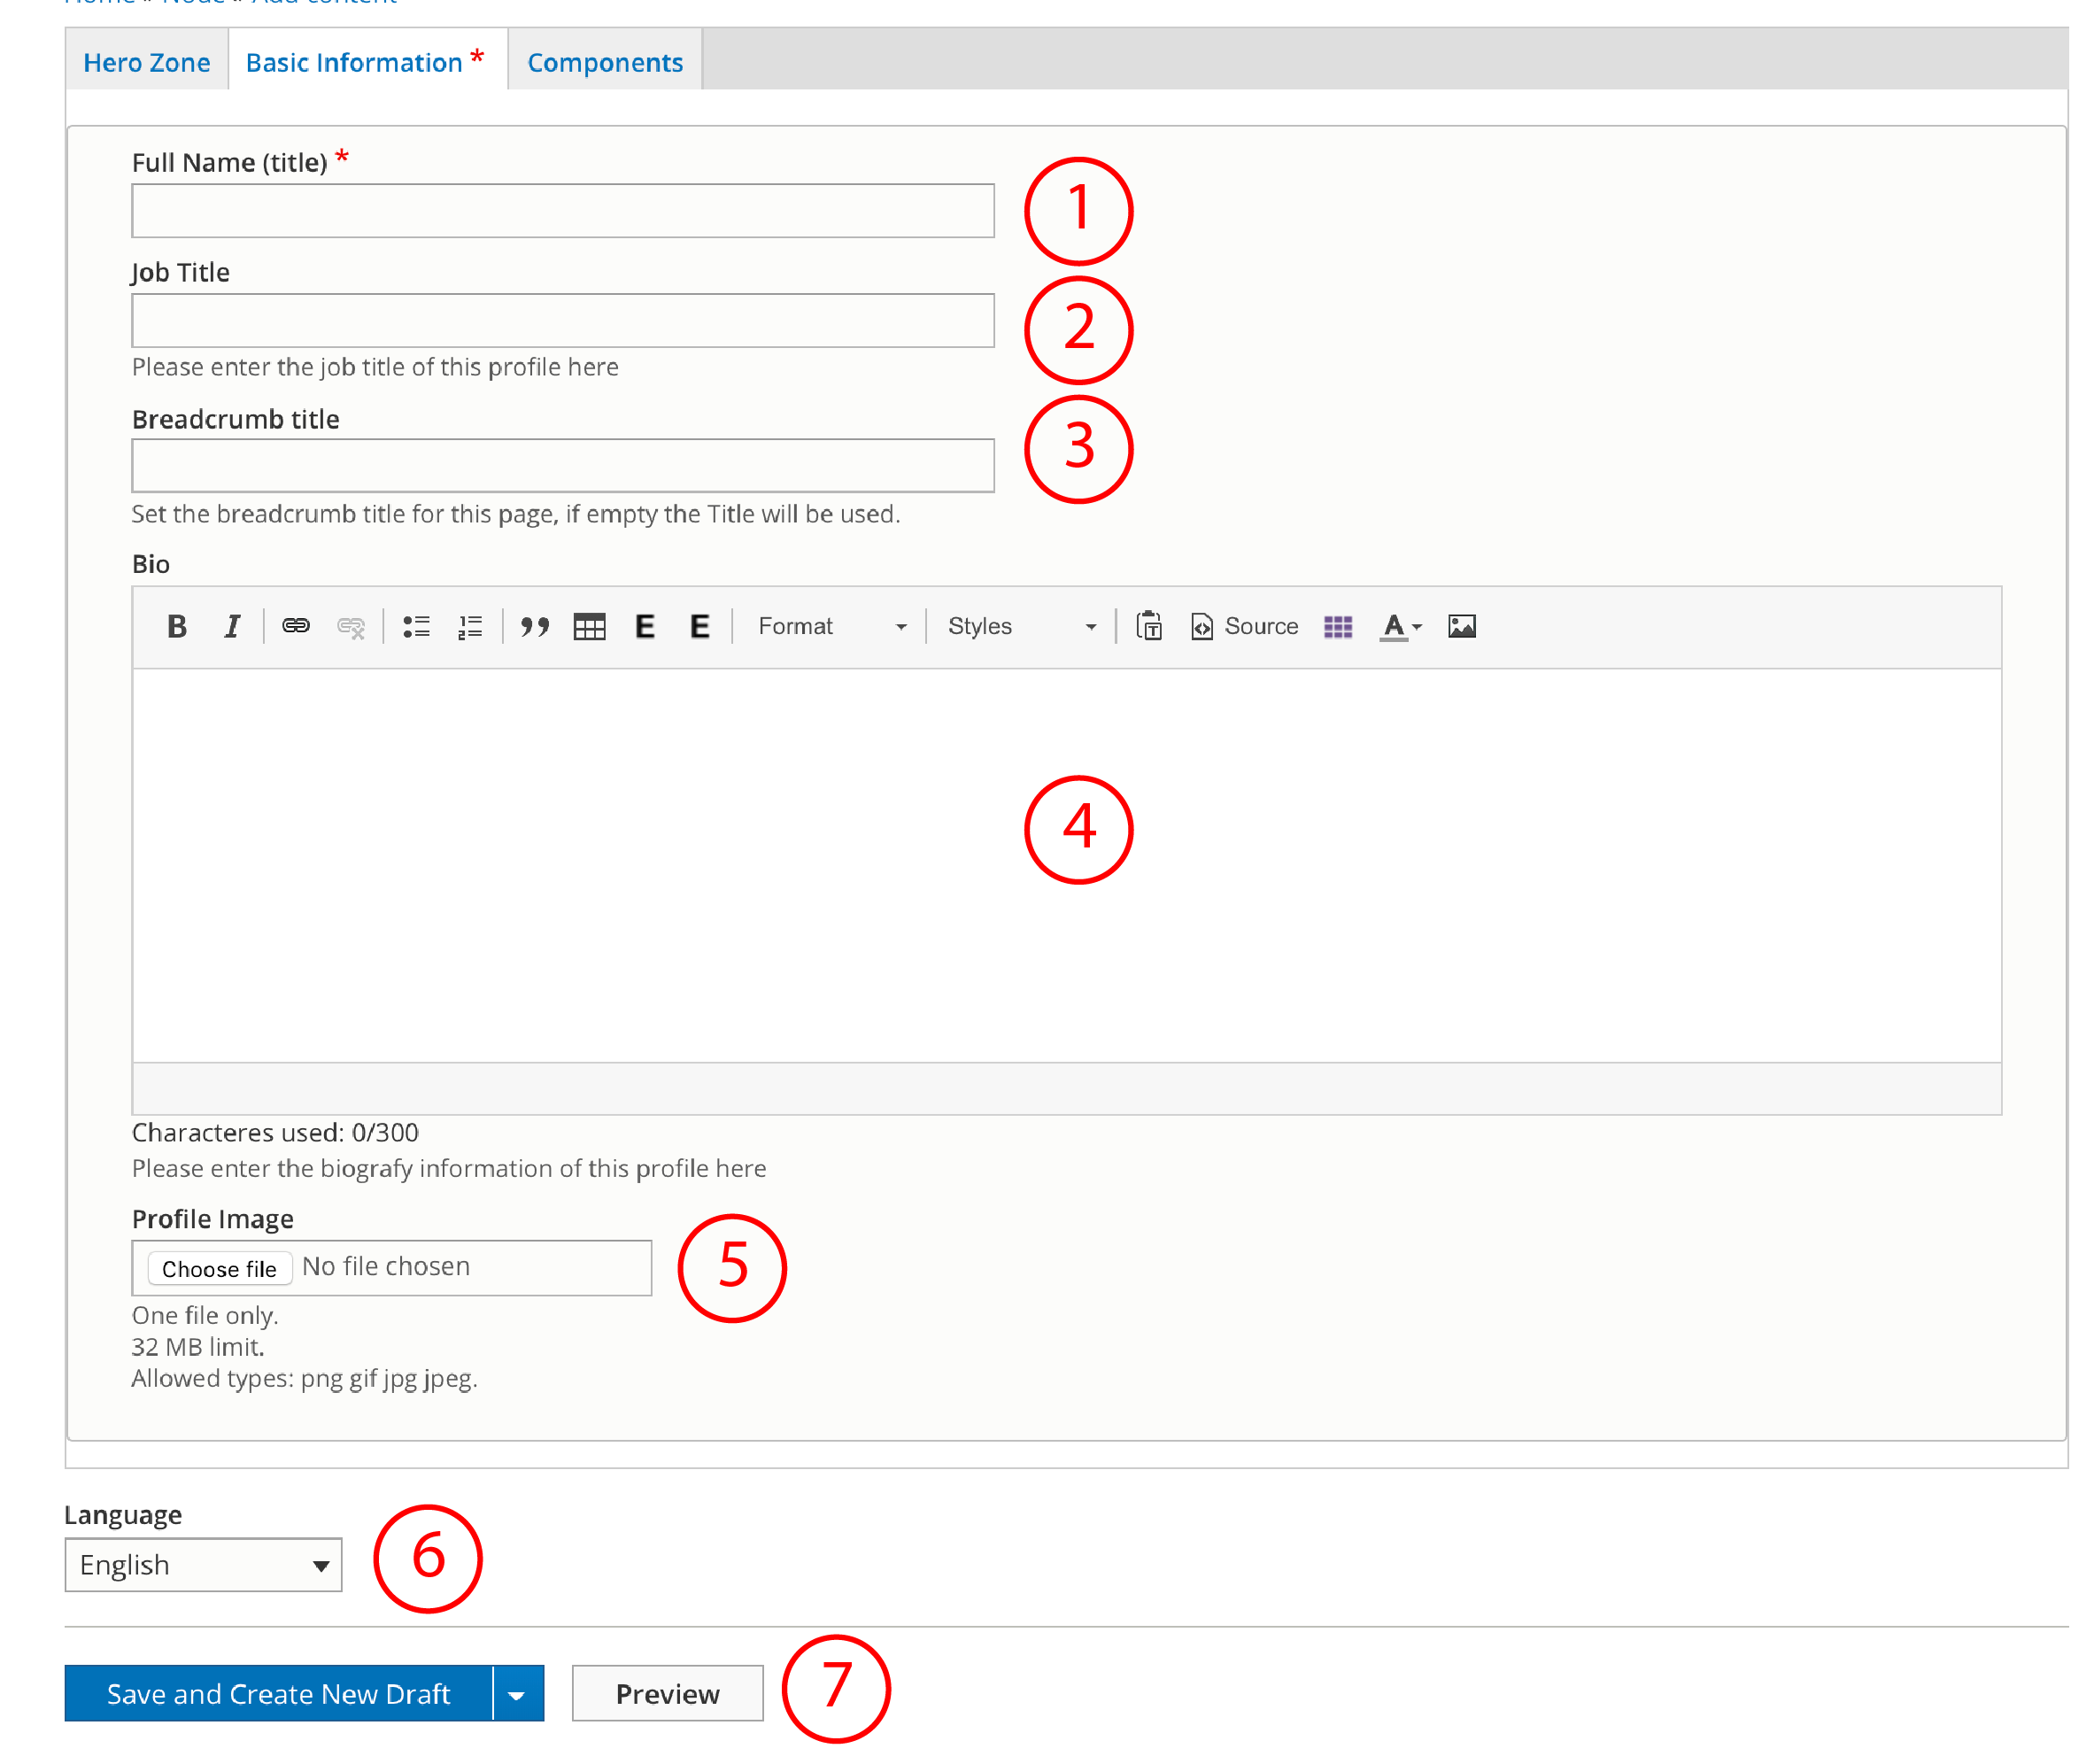 Home » Node » Add content
Hero Zone Basic Information * Components
Full Name (title) *
1
Job Title
2
Please enter the job title of this profile here
Breadcrumb title
3
Set the breadcrumb title for this page, if empty the Title will be used.
Bio
B I E E Format Styles Source A
4
Characteres used: 0/300
Please enter the biografy information of this profile here
Profile Image
Choose file No file chosen
5
One file only.
32 MB limit.
Allowed types: png gif jpg jpeg.
Language
English
6
Save and Create New Draft Preview
7